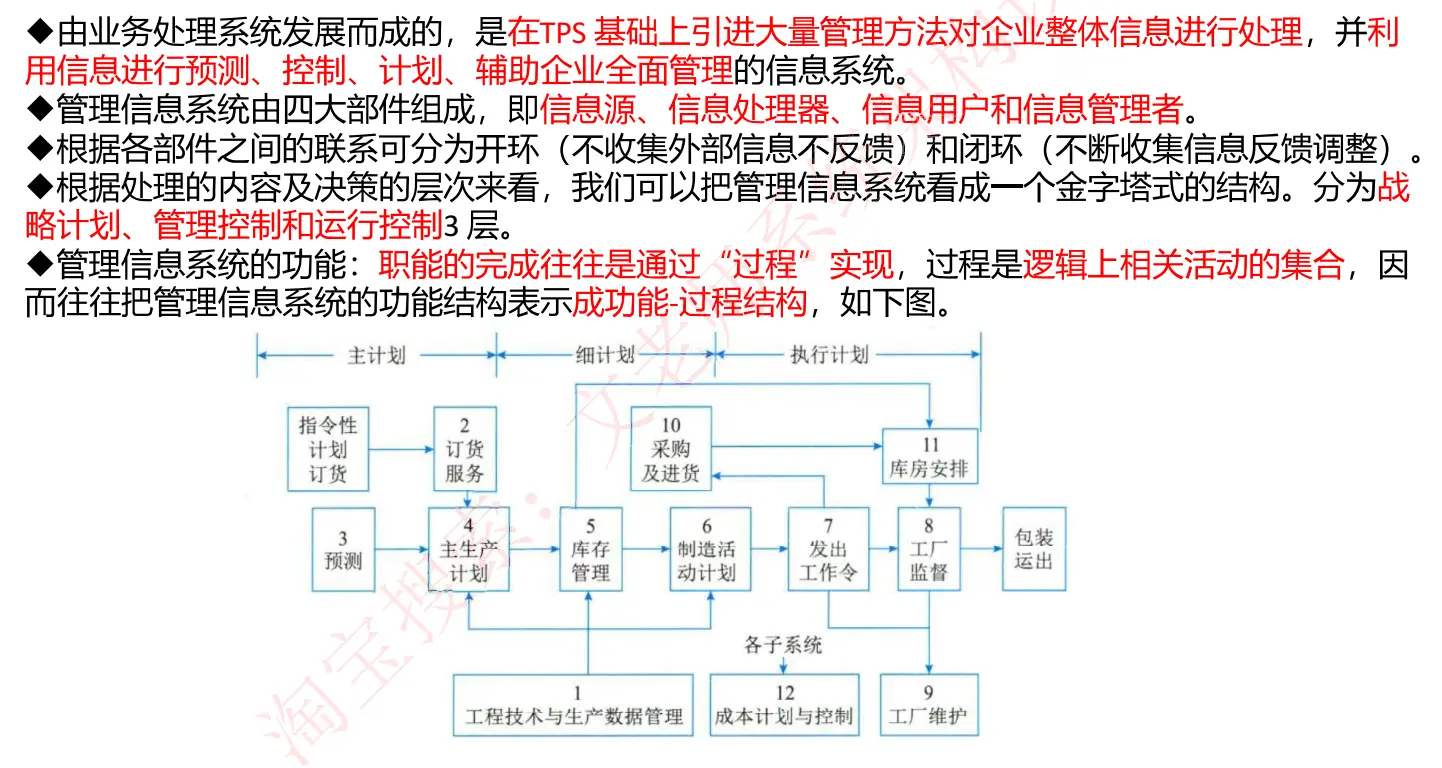 ◆由业务处理系统发展而成的，是在TPS 基础上引进大量管理方法对企业整体信息进行处理，并利
用信息进行预测、控制、计划、辅助企业全面管理的信息系统。
◆管理信息系统由四大部件组成，即信息源、信息处理器、信息用户和信息管理者。
◆根据各部件之间的联系可分为开环（不收集外部信息不反馈）和闭环（不断收集信息反馈调整）。
◆根据处理的内容及决策的层次来看，我们可以把管理信息系统看成一个金字塔式的结构。分为战
略计划、管理控制和运行控制3 层。
◆管理信息系统的功能：职能的完成往往是通过“过程”实现，过程是逻辑上相关活动的集合，因
而往往把管理信息系统的功能结构表示成功能-过程结构，如下图。
主计划
细计划
执行计划
指令性
计划
订货
2
订货
服务
10
采购
及进货
11
库房安排
3
预测
4
主生产
计划
5
库存
管理
6
制造活
动计划
7
发出
工作令
8
工厂
监督
包装
运出
各子系统
1
工程技术与生产数据管理
12
成本计划与控制
9
工厂维护
淘宝搜索：文老师系统架构